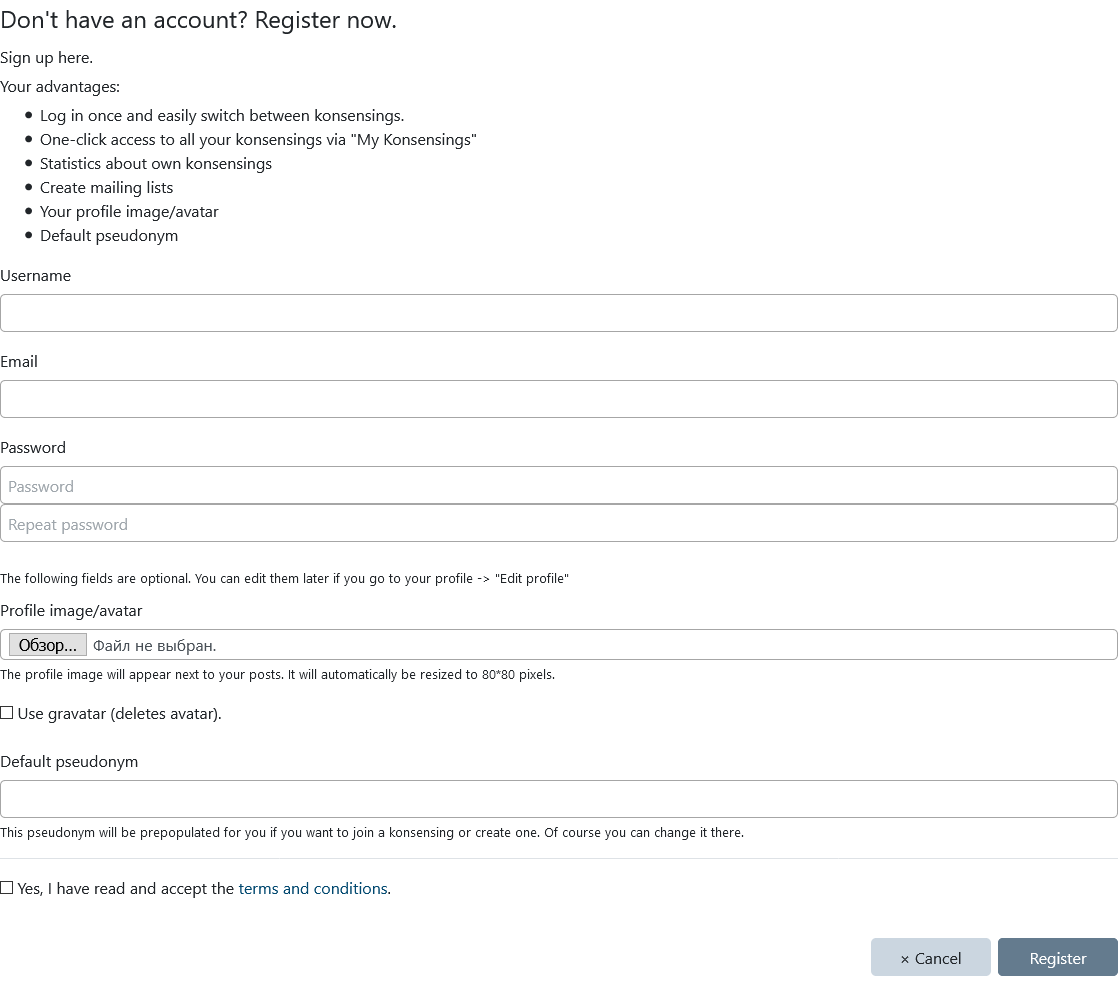 Don't have an account? Register now.
Sign up here.
Your advantages:
Log in once and easily switch between konsensings.
One-click access to all your konsensings via "My Konsensings"
Statistics about own konsensings
Create mailing lists
Your profile image/avatar
Default pseudonym
Username
Email
Password
Password
Repeat password
The following fields are optional. You can edit them later if you go to your profile -> "Edit profile"
Profile image/avatar
Обзор... Файл не выбран.
The profile image will appear next to your posts. It will automatically be resized to 80*80 pixels.
Use gravatar (deletes avatar).
Default pseudonym
This pseudonym will be prepopulated for you if you want to join a konsensing or create one. Of course you can change it there.
Yes, I have read and accept the terms and conditions.
× Cancel Register